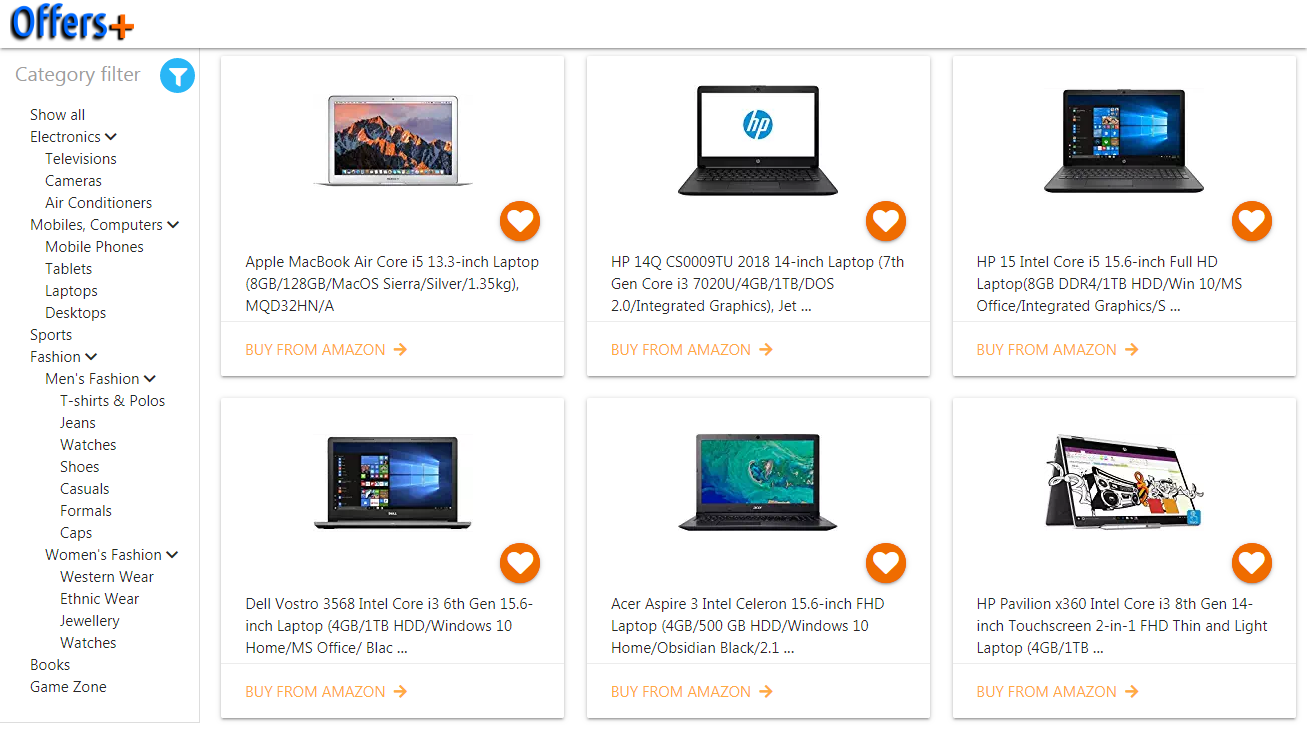 Offers+
Category filter
Show all
Electronics
Televisions
Cameras
Air Conditioners
Mobiles, Computers
Mobile Phones
Tablets
Laptops
Desktops
Sports
Fashion
Men's Fashion
T-shirts & Polos
Jeans
Watches
Shoes
Casuals
Formals
Caps
Women's Fashion
Western Wear
Ethnic Wear
Jewellery
Watches
Books
Game Zone
Apple MacBook Air Core i5 13.3-inch Laptop
(8GB/128GB/MacOS Sierra/Silver/1.35kg),
MQD32HN/A
BUY FROM AMAZON
hp
HP 14Q CS0009TU 2018 14-inch Laptop (7th
Gen Core i3 7020U/4GB/1TB/DOS
2.0/Integrated Graphics), Jet ...
BUY FROM AMAZON
HP 15 Intel Core i5 15.6-inch Full HD
Laptop(8GB DDR4/1TB HDD/Win 10/MS
Office/Integrated Graphics/S ...
BUY FROM AMAZON
DELL
Dell Vostro 3568 Intel Core i3 6th Gen 15.6-
inch Laptop (4GB/1TB HDD/Windows 10
Home/MS Office/ Blac ...
BUY FROM AMAZON
acer
Acer Aspire 3 Intel Celeron 15.6-inch FHD
Laptop (4GB/500 GB HDD/Windows 10
Home/Obsidian Black/2.1 ...
BUY FROM AMAZON
HP Pavilion x360 Intel Core i3 8th Gen 14-
inch Touchscreen 2-in-1 FHD Thin and Light
Laptop (4GB/1TB ...
BUY FROM AMAZON